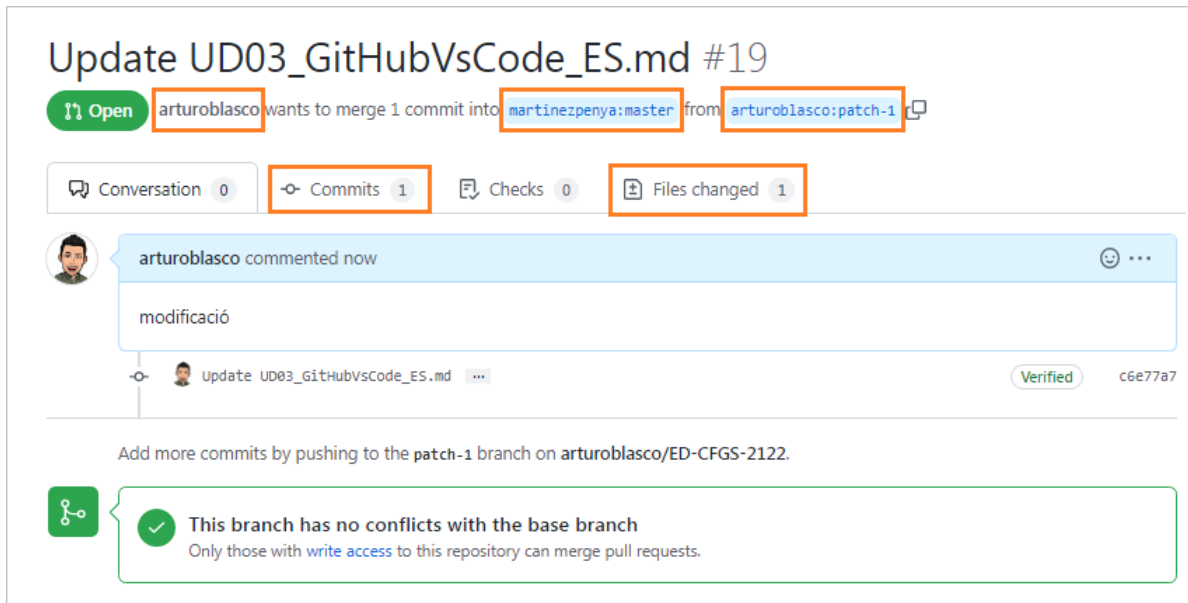 Update UD03_GitHubVsCode_ES.md #19
Open arturoblasco wants to merge 1 commit into martinezpenya:master from arturoblasco:patch-1
Conversation 0 Commits 1 Checks 0 Files changed 1
arturoblasco commented now
modificació
Update UD03_GitHubVsCode_ES.md ... Verified c6e77a7
Add more commits by pushing to the patch-1 branch on arturoblasco/ED-CFGS-2122.
This branch has no conflicts with the base branch
Only those with write access to this repository can merge pull requests.